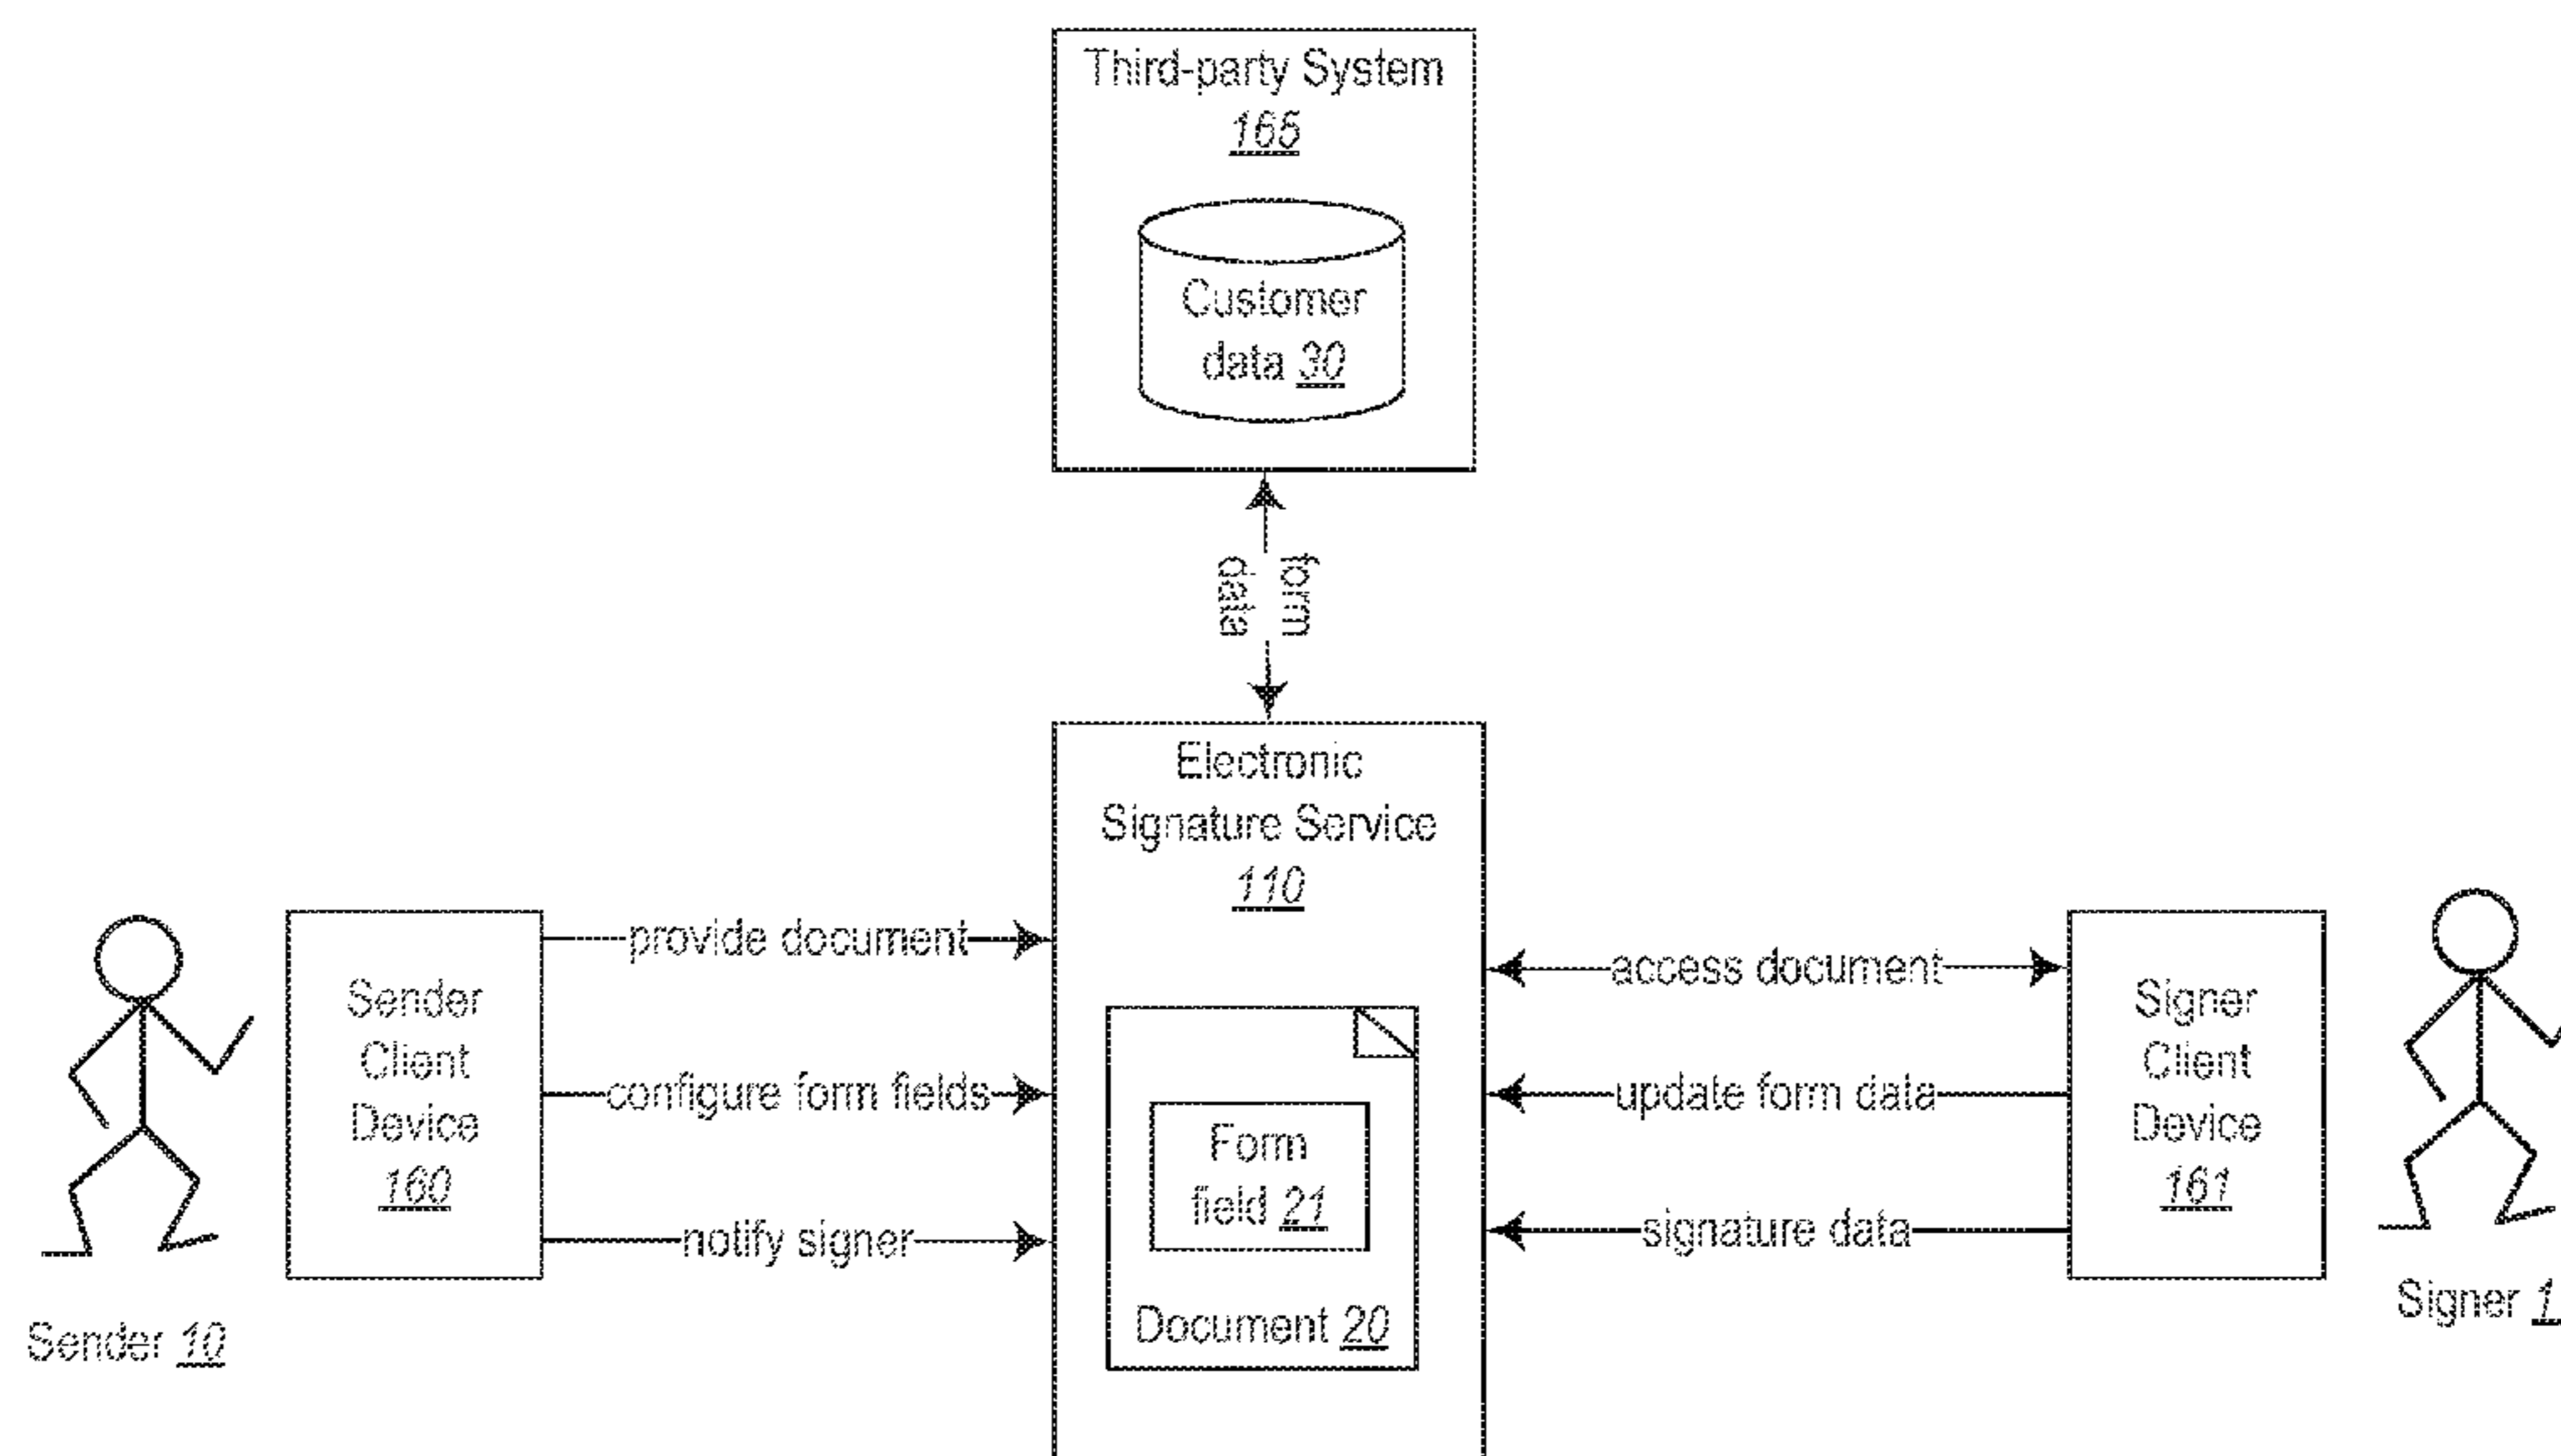 Third-party System
165
Customer
data 30
form
data
Electronic
Signature Service
110
provide document
configure form fields
notify signer
Sender
Client
Device
160
Sender 10
Form
field 21
Document 20
access document
update form data
signature data
Signer
Client
Device
161
Signer